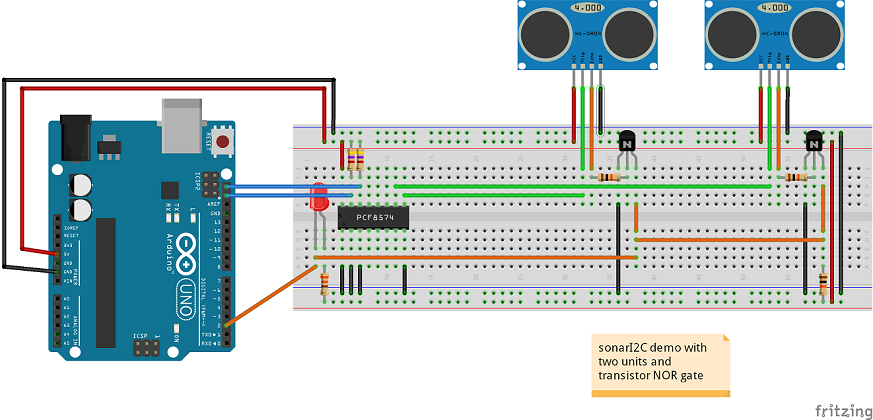 4.000
HC-SR04
VCC
Trig
Echo
GND
4.000
HC-SR04
VCC
Trig
Echo
GND
N
N
RESET
ICSP2
AREF
GND
13
12
~11
~10
~9
8
7
~6
~5
4
~3
2
TX0►1
RX0◄0
DIGITAL (PWM=~)
L
TX
RX
Arduino™
UNO
ON
ICSP
1
IOREF
RESET
3V3
5V
GND
GND
VIN
POWER
A0
A1
A2
A3
A4
A5
ANALOG IN
PCF8574
sonarI2C demo with
two units and
transistor NOR gate
fritzing